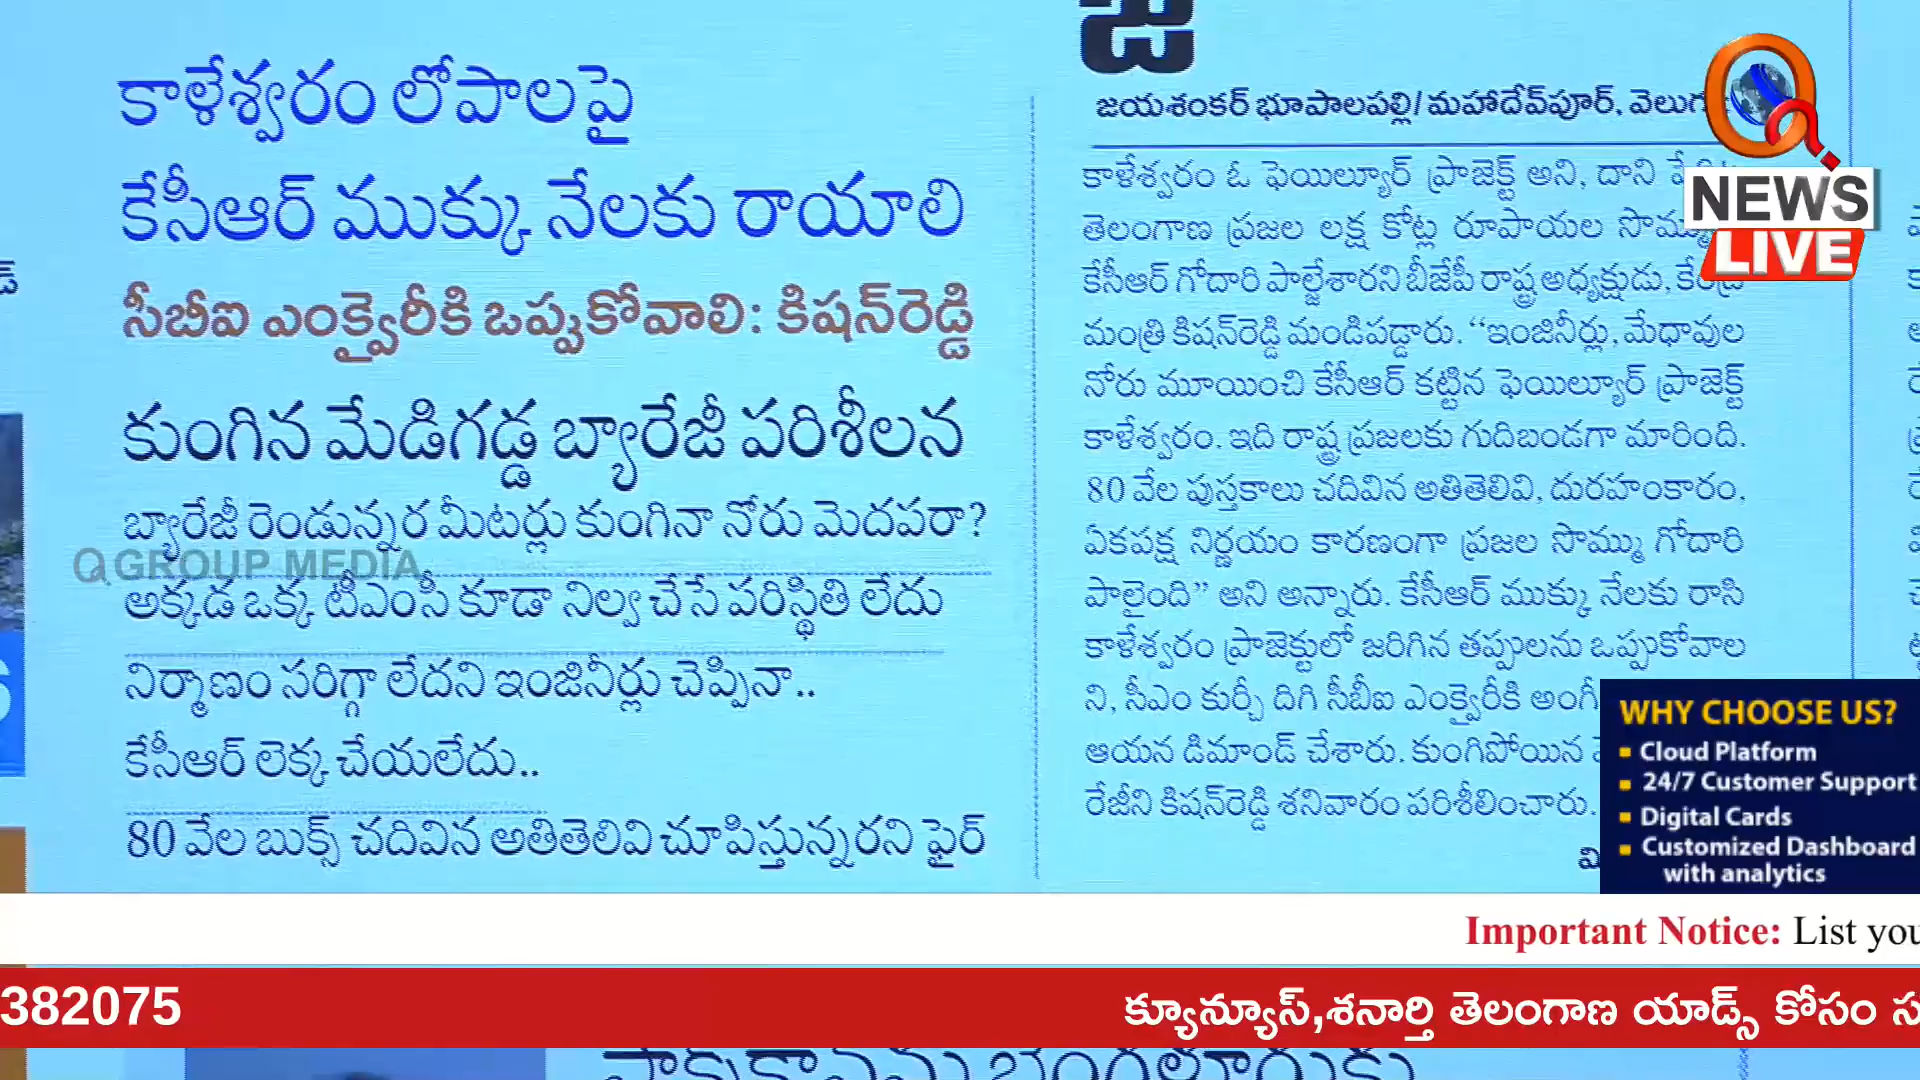 కాళేశ్వరం లోపాలపై
కేసీఆర్ ముక్కు నేలకు రాయాలి
సీబీఐ ఎంక్వైరీకి ఒప్పుకోవాలి: కిషన్‌రెడ్డి
కుంగిన మేడిగడ్డ బ్యారేజీ పరిశీలన
బ్యారేజీ రెండున్నర మీటర్లు కుంగినా నోరు మెదపరా?
అక్కడ ఒక్క టీఎంసీ కూడా నిల్వ చేసే పరిస్థితి లేదు
నిర్మాణం సరిగ్గా లేదని ఇంజినీర్లు చెప్పినా..
కేసీఆర్ లెక్క చేయలేదు..
80 వేల బుక్స్ చదివిన అతితెలివి చూపిస్తున్నరని ఫైర్
Q GROUP MEDIA
జయశంకర్ భూపాలపల్లి/మహాదేవ్‌పూర్, వెలుగు
కాళేశ్వరం ఓ ఫెయిల్యూర్ ప్రాజెక్ట్ అని, దాని
తెలంగాణ ప్రజల లక్ష కోట్ల రూపాయల
కేసీఆర్ గోదారి పాల్జేశారని బీజేపీ రాష్ట్ర అధ్యక్షుడు, కేంద్ర
మంత్రి కిషన్‌రెడ్డి మండిపడ్డారు. “ఇంజినీర్లు, మేధావుల
నోరు మూయించి కేసీఆర్ కట్టిన ఫెయిల్యూర్ ప్రాజెక్ట్
కాళేశ్వరం. ఇది రాష్ట్ర ప్రజలకు గుదిబండగా మారింది.
80 వేల పుస్తకాలు చదివిన అతితెలివి, దురహంకారం,
ఏకపక్ష నిర్ణయం కారణంగా ప్రజల సొమ్ము గోదారి
పాలైంది” అని అన్నారు. కేసీఆర్ ముక్కు నేలకు రాసి
కాళేశ్వరం ప్రాజెక్టులో జరిగిన తప్పులను ఒప్పుకోవాల
ని, సీఎం కుర్చీ దిగి సీబీఐ ఎంక్వైరీకి
ఆయన డిమాండ్ చేశారు. కుంగిపోయిన
రేజీని కిషన్‌రెడ్డి శనివారం పరిశీలించారు.
Q
NEWS
LIVE
WHY CHOOSE US?
Cloud Platform
24/7 Customer Support
Digital Cards
Customized Dashboard
with analytics
Important Notice: List you
382075
క్యూన్యూస్,శనార్తి తెలంగాణ యాడ్స్ కోసం స